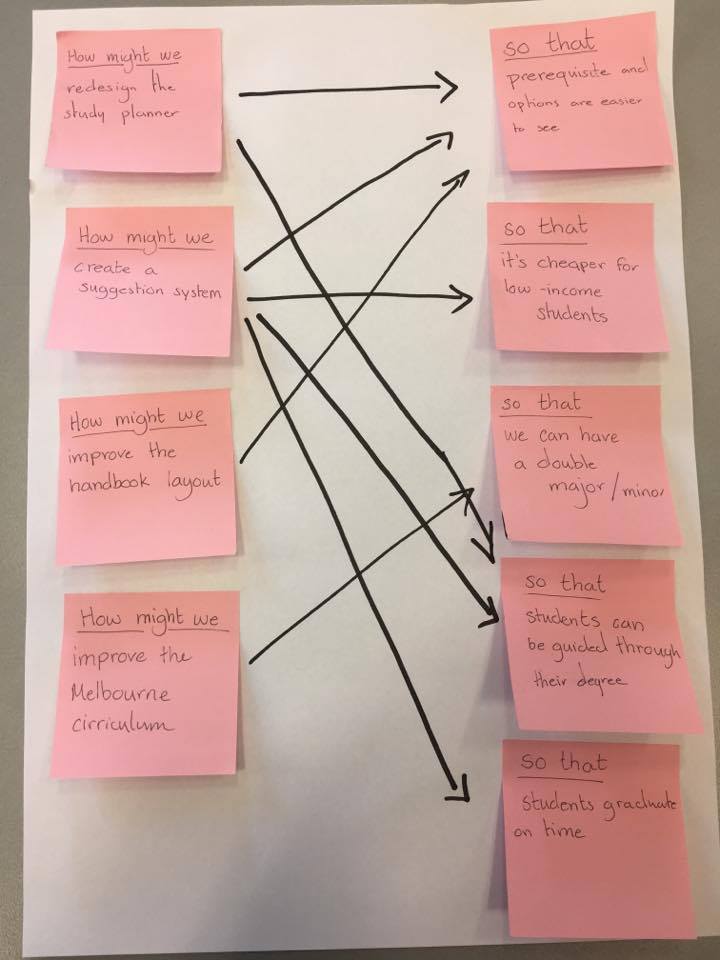 How might we
redesign the
study planner
How might we
create a
suggestion system
How might we
improve the
handbook layout
How might we
improve the
Melbourne
cirriculum
so that
prerequisite and
options are easier
to see
so that
it's cheaper for
low-income
students
so that
we can have
a double
major/minor
so that
students can
be guided through
their degree
so that
students graduate
on time